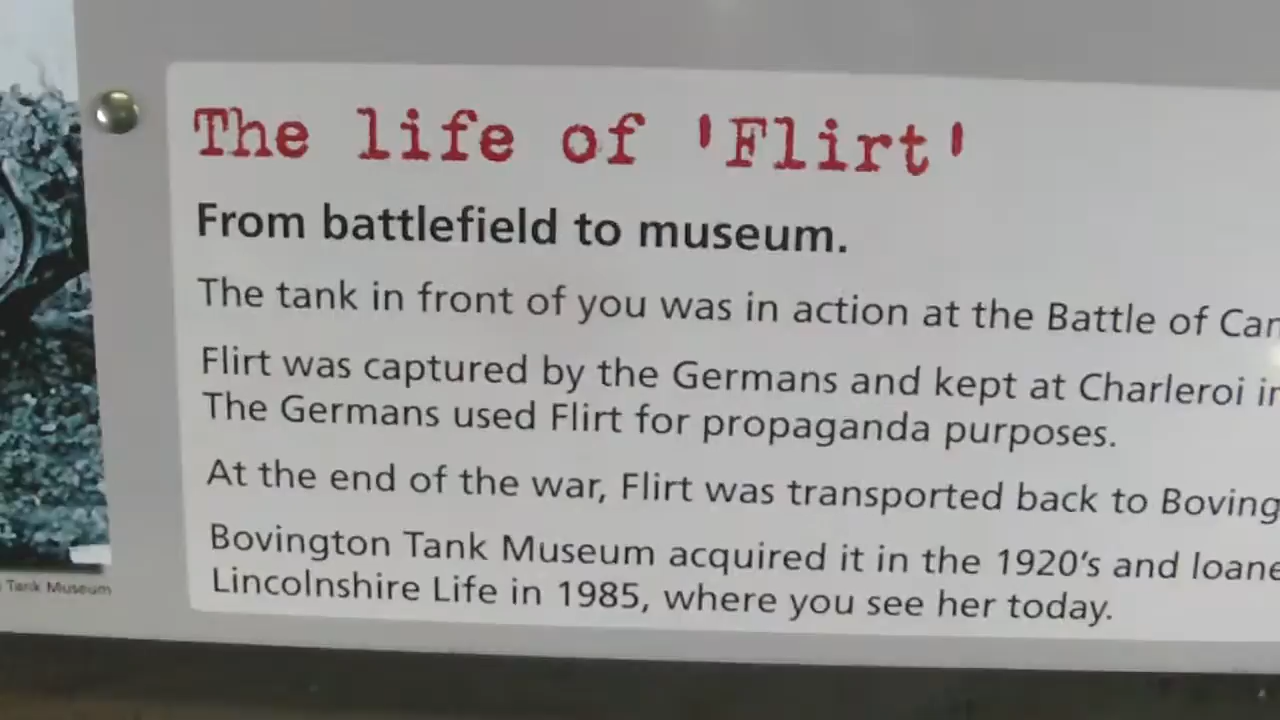 The life of 'Flirt'
From battlefield to museum.
The tank in front of you was in action at the Battle of
Flirt was captured by the Germans and kept at Charleroi
The Germans used Flirt for propaganda purposes.
At the end of the war, Flirt was transported back to
Bovington Tank Museum acquired it in the 1920's and
Lincolnshire Life in 1985, where you see her today.
Tank Museum